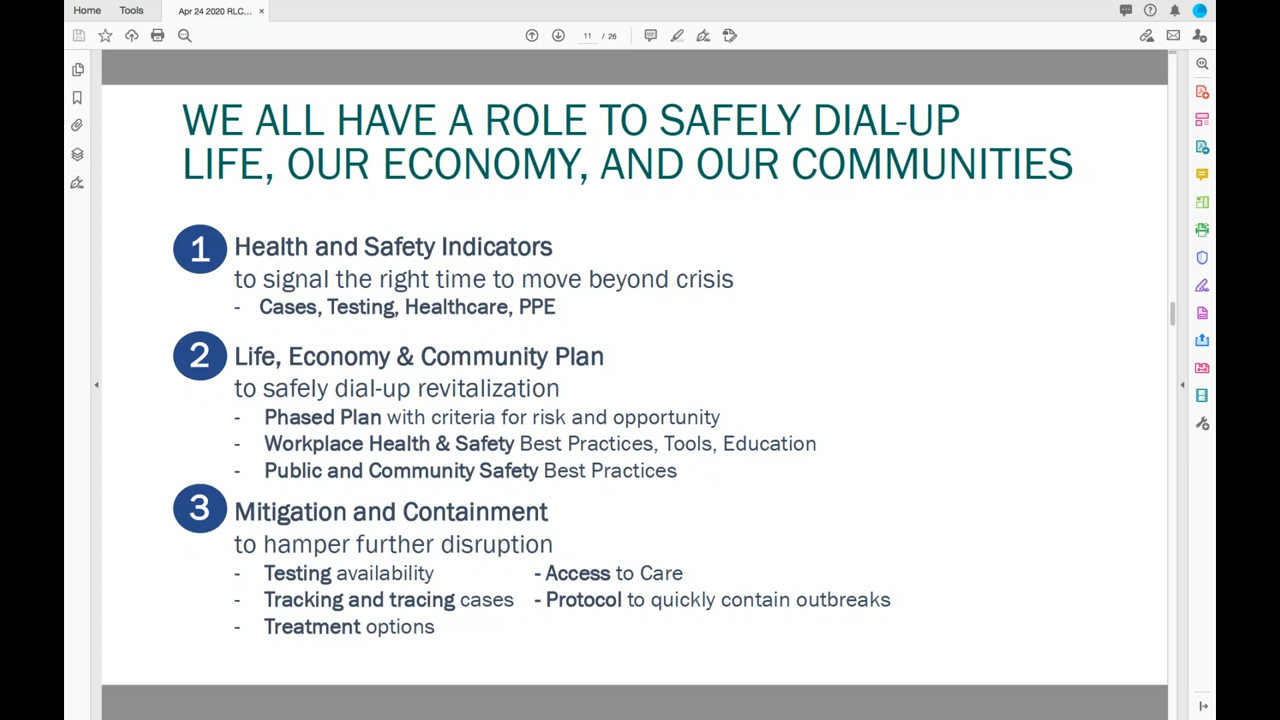 Home
Tools
Apr 24 2020 RLC... ×
11 / 26
WE ALL HAVE A ROLE TO SAFELY DIAL-UP
LIFE, OUR ECONOMY, AND OUR COMMUNITIES
1 Health and Safety Indicators
to signal the right time to move beyond crisis
- Cases, Testing, Healthcare, PPE
2 Life, Economy & Community Plan
to safely dial-up revitalization
- Phased Plan with criteria for risk and opportunity
- Workplace Health & Safety Best Practices, Tools, Education
- Public and Community Safety Best Practices
3 Mitigation and Containment
to hamper further disruption
- Testing availability - Access to Care
- Tracking and tracing cases - Protocol to quickly contain outbreaks
- Treatment options